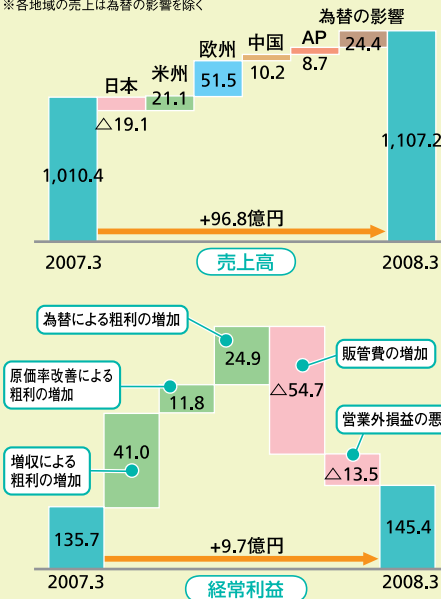 ※各地域の売上は為替の影響を除く
為替の影響
24.4
AP
8.7
中国
10.2
欧州
51.5
米州
21.1
日本
△19.1
1,010.4
1,107.2
+96.8億円
2007.3
売上高
2008.3
為替による粗利の増加
24.9
販管費の増加
△54.7
原価率改善による
粗利の増加
11.8
営業外損益の悪
△13.5
増収による
粗利の増加
41.0
135.7
145.4
+9.7億円
2007.3
経常利益
2008.3